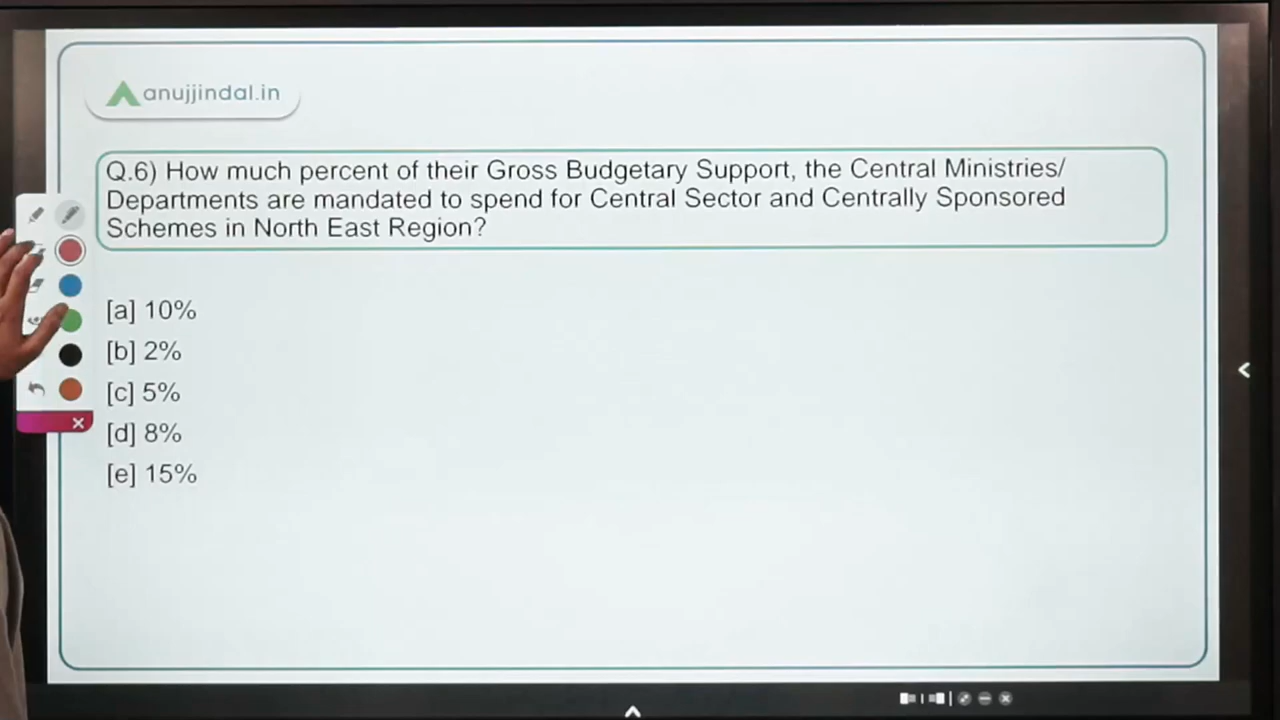 anujjindal.in
Q.6) How much percent of their Gross Budgetary Support, the Central Ministries/
Departments are mandated to spend for Central Sector and Centrally Sponsored
Schemes in North East Region?
[a] 10%
[b] 2%
[c] 5%
[d] 8%
[e] 15%